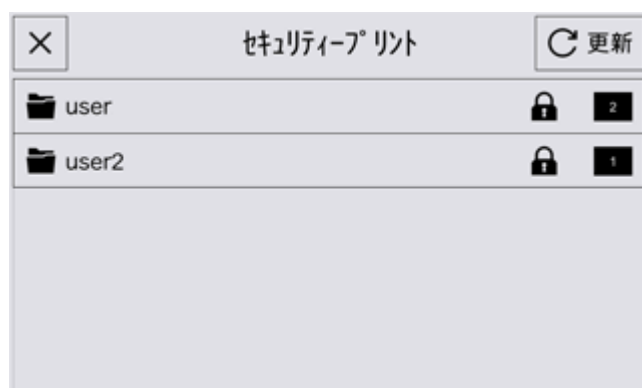 × ｾｷｭﾘﾃｨｰﾌﾟﾘﾝﾄ 更新
user 2
user2 1